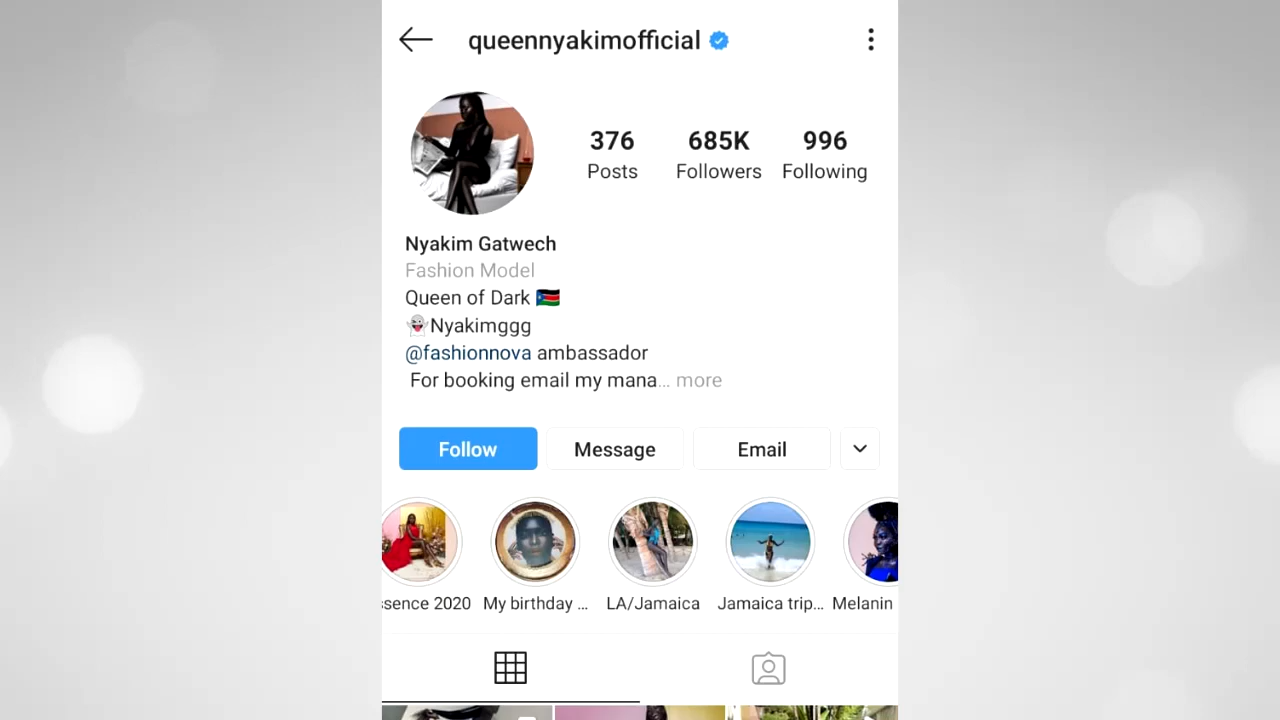 queennyakimofficial
376 685K 996
Posts Followers Following
Nyakim Gatwech
Fashion Model
Queen of Dark 🇸🇸
👻Nyakimggg
@fashionnova ambassador
For booking email my mana... more
Follow Message Email
ssence 2020 My birthday ... LA/Jamaica Jamaica trip... Melanin